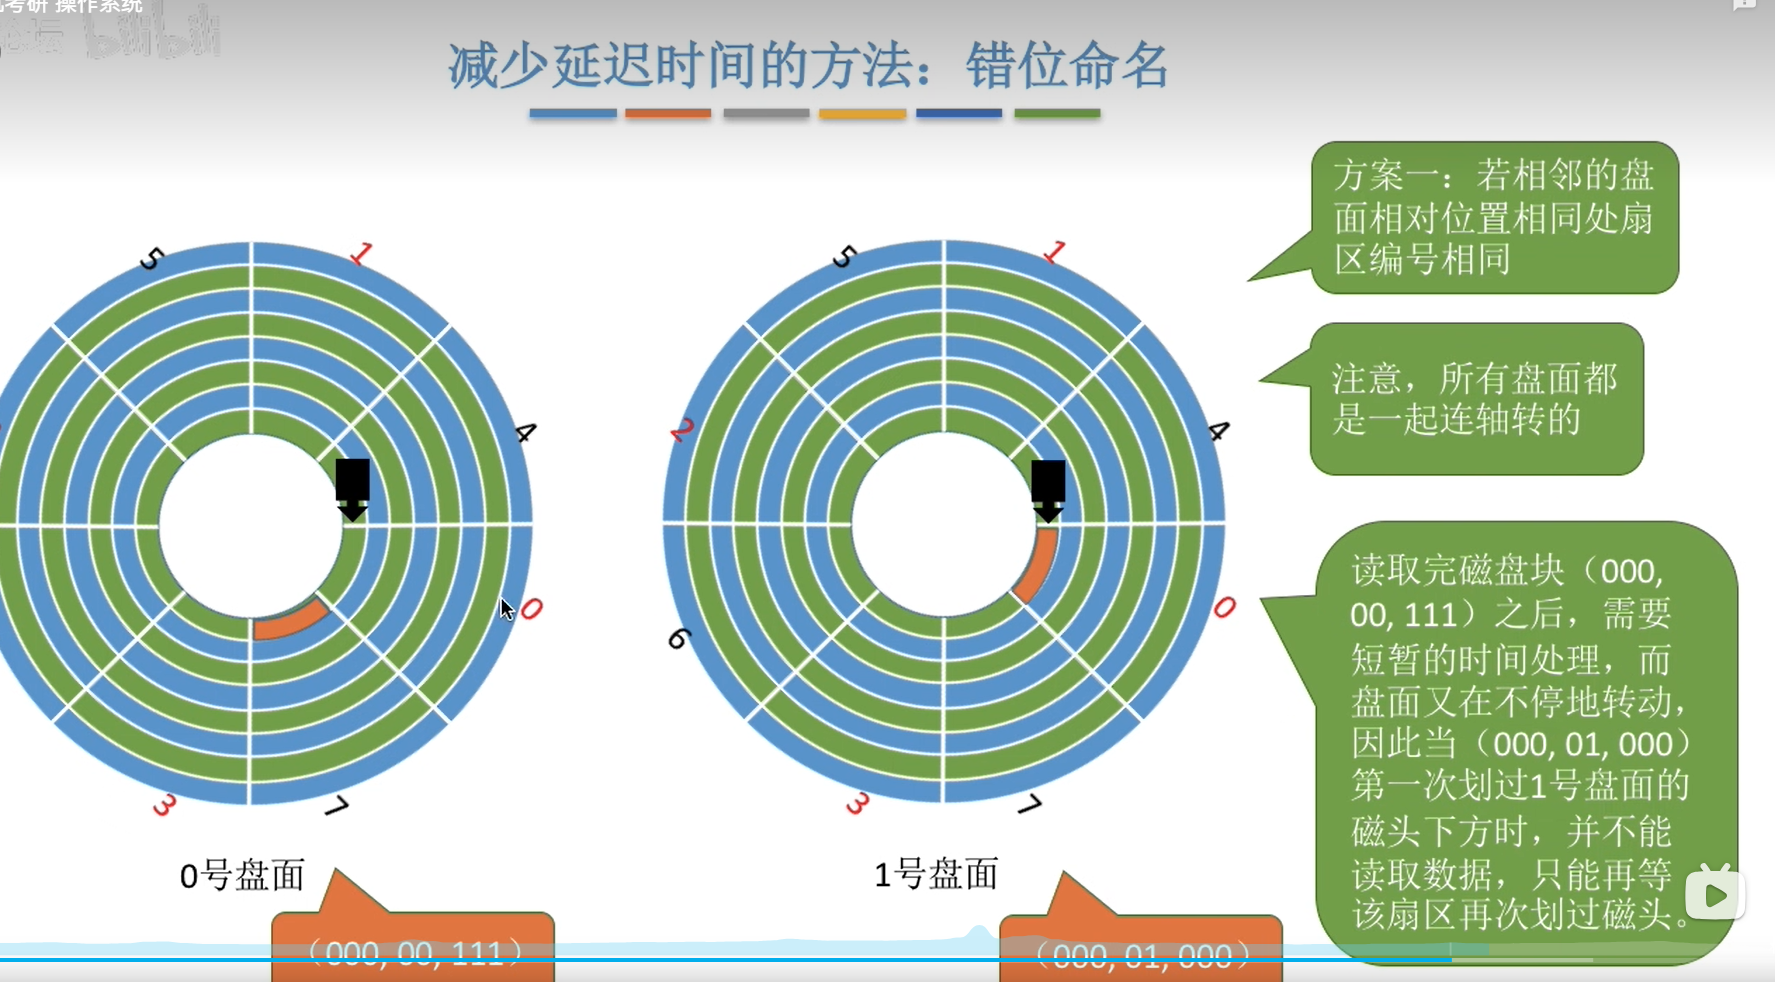 考研 操作系统
bilibili
减少延迟时间的方法：错位命名
方案一：若相邻的盘
面相对位置相同处扇
区编号相同
注意，所有盘面都
是一起连轴转的
读取完磁盘块（000,
00, 111）之后，需要
短暂的时间处理，而
盘面又在不停地转动，
因此当（000, 01, 000）
第一次划过1号盘面的
磁头下方时，并不能
读取数据，只能再等
该扇区再次划过磁头。
5
1
4
0
7
3
0号盘面
（000, 00, 111）
5
1
4
0
7
3
6
2
1号盘面
（000, 01, 000）